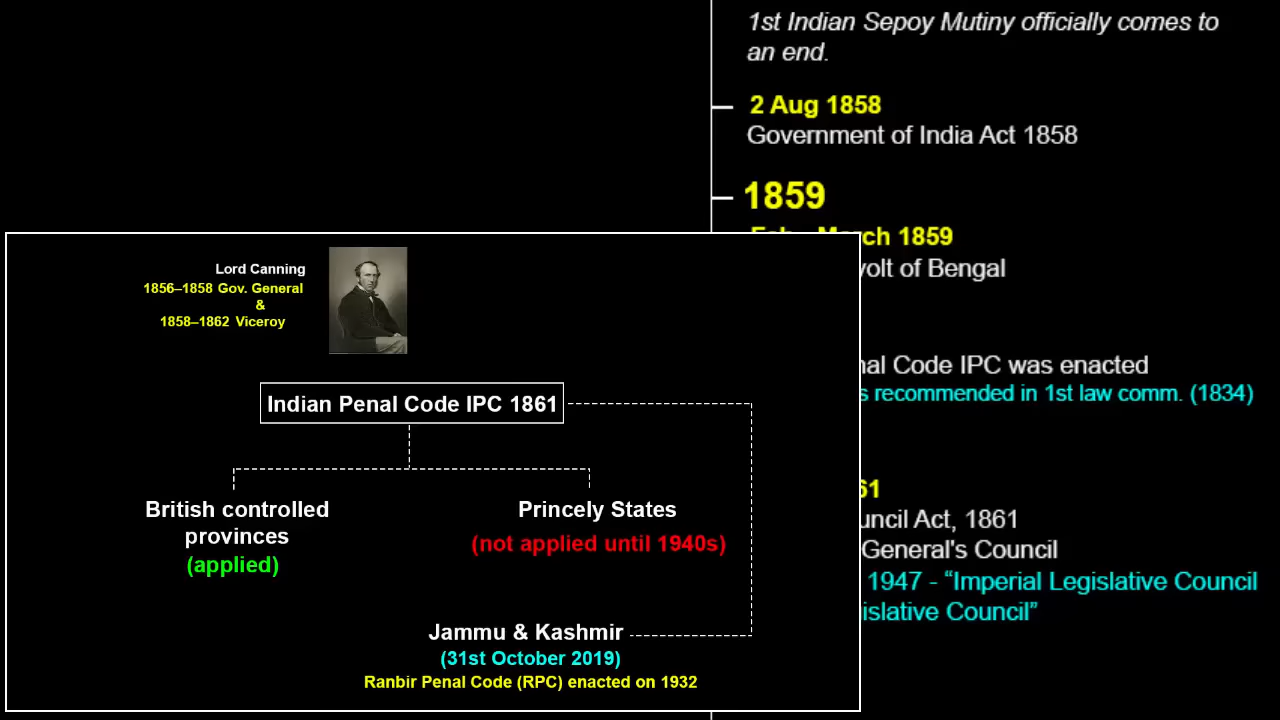 1st Indian Sepoy Mutiny officially comes to
an end.
2 Aug 1858
Government of India Act 1858
1859
March 1859
of Bengal
Code IPC was enacted
recommended in 1st law comm. (1834)
61
Act, 1861
General's Council
1947 - “Imperial Legislative Council
Council”
Lord Canning
1856–1858 Gov. General
&
1858–1862 Viceroy
Indian Penal Code IPC 1861
British controlled
provinces
(applied)
Princely States
(not applied until 1940s)
Jammu & Kashmir
(31st October 2019)
Ranbir Penal Code (RPC) enacted on 1932